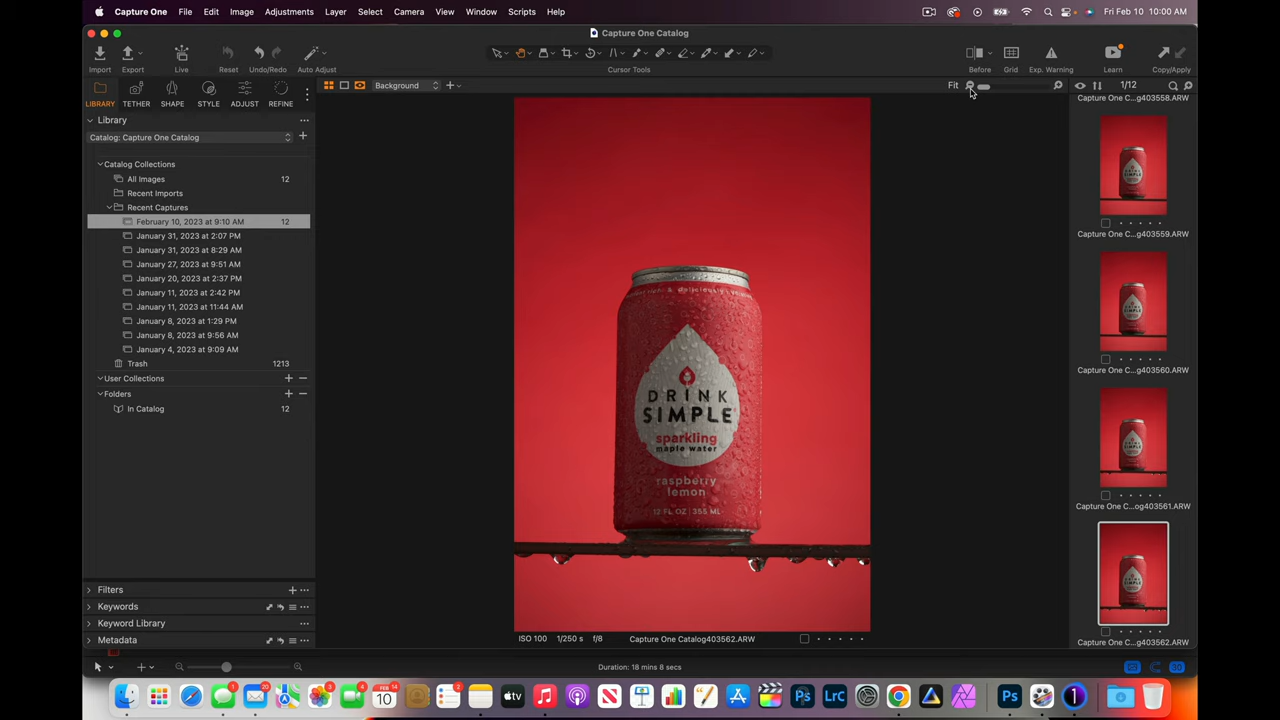 Capture One File Edit Image Adjustments Layer Select Camera View Window Scripts Help Fri Feb 10 10:00 AM
Capture One Catalog
Import Export Live Reset Undo/Redo Auto Adjust Cursor Tools Before Grid Exp. Warning Learn Copy/Apply
LIBRARY TETHER SHAPE STYLE ADJUST REFINE
Background
Fit
1/12
Library
Catalog: Capture One Catalog
Catalog Collections
All Images 12
Recent Imports
Recent Captures
February 10, 2023 at 9:10 AM 12
January 31, 2023 at 2:07 PM
January 31, 2023 at 8:29 AM
January 27, 2023 at 9:51 AM
January 20, 2023 at 2:37 PM
January 11, 2023 at 2:42 PM
January 11, 2023 at 11:44 AM
January 8, 2023 at 1:29 PM
January 8, 2023 at 9:56 AM
January 4, 2023 at 9:09 AM
Trash 1213
User Collections
Folders
In Catalog 12
Filters
Keywords
Keyword Library
Metadata
DRINK
SIMPLE
sparkling
maple water
raspberry
lemon
12 FL OZ | 355 ML
ISO 100 1/250 s f/8 Capture One Catalog403562.ARW
Capture One C...g403558.ARW
Capture One C...g403559.ARW
Capture One C...g403560.ARW
Capture One C...og403561.ARW
Capture One C...g403562.ARW
Duration: 18 mins 8 secs
FEB
10
tv
Ps
LrC
Ps
1